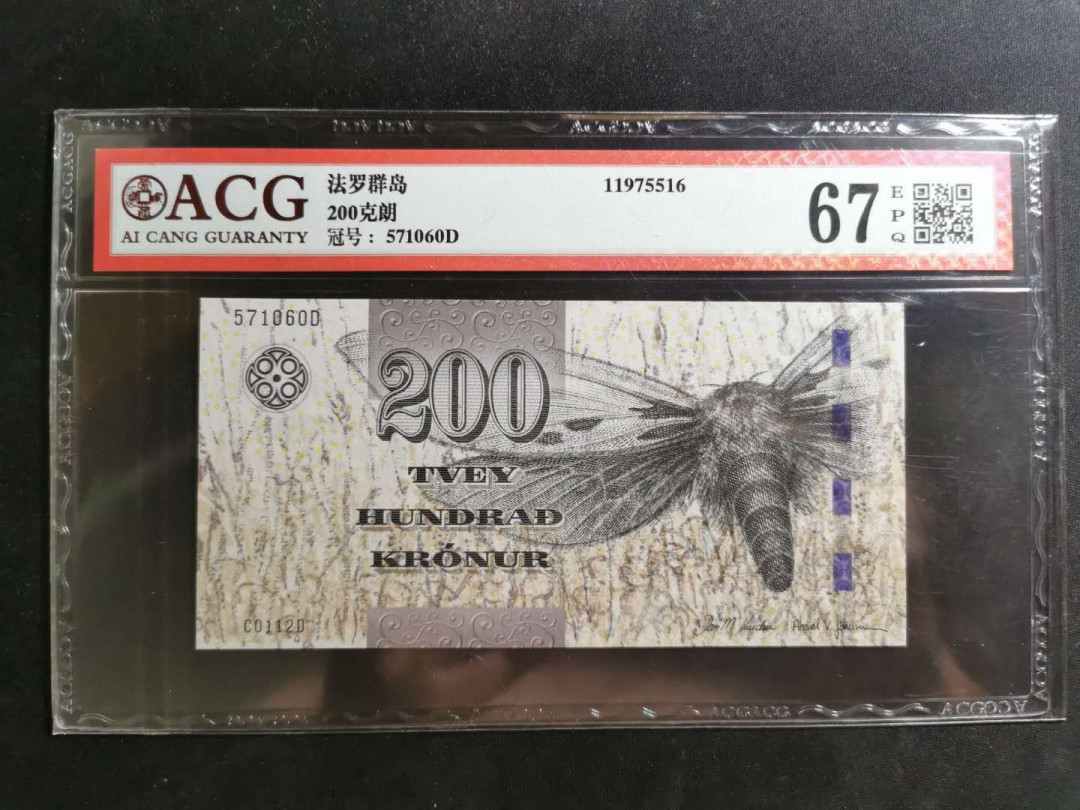 ACG
AI CANG GUARANTY
法罗群岛
200克朗
冠号： 571060D
11975516
67
EPQ
571060D
200
TVEY
HUNDRAÐ
KRÓNUR
C0112D